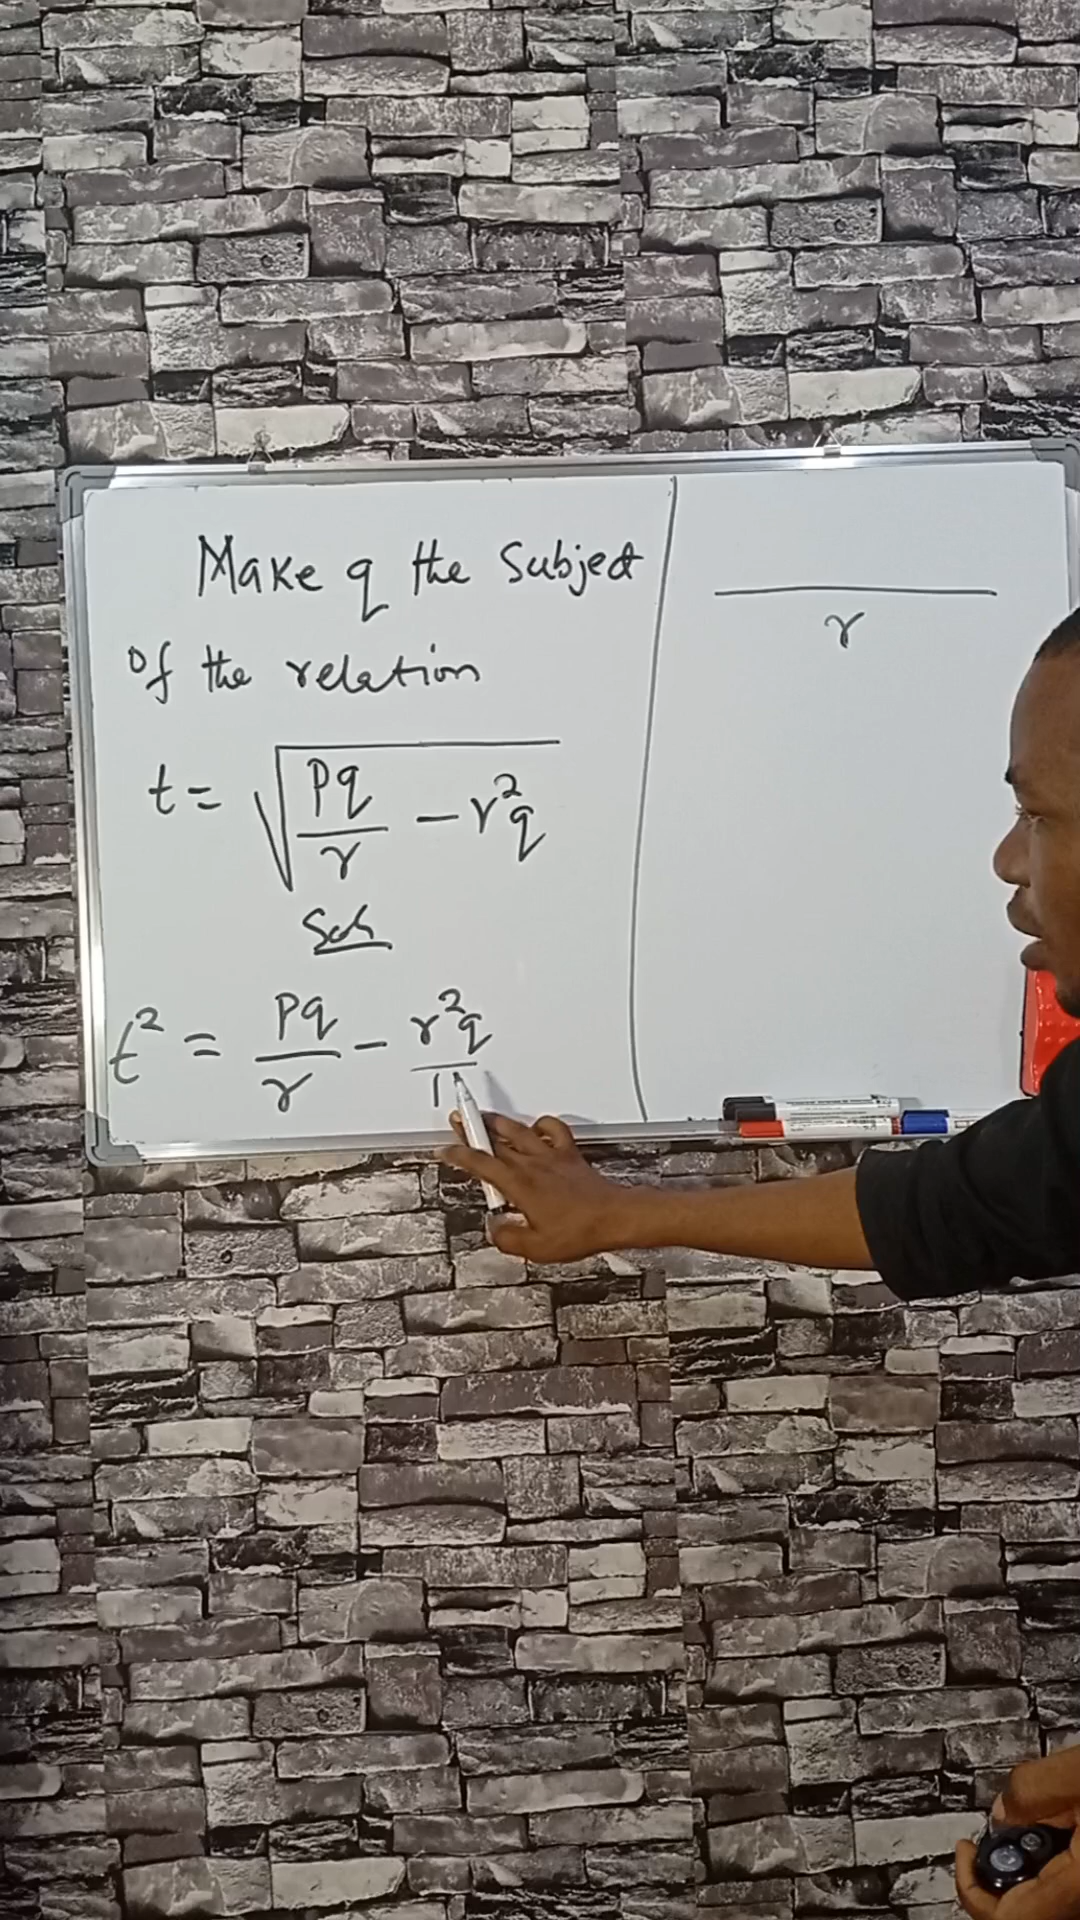 Make q the Subject
of the relation
t = √(pq/r − r²q)
Soln
t² = pq/r − r²q/1
r